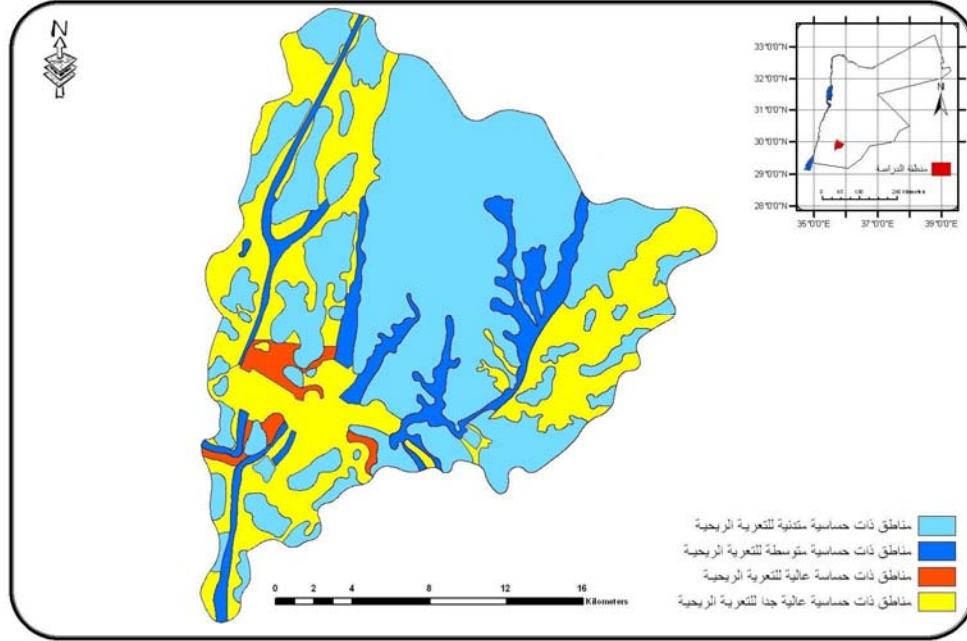 N
33°0'0"N
32°0'0"N
31°0'0"N
30°0'0"N
29°0'0"N
28°0'0"N
N
منطقة الدراسة
35°0'0"E
37°0'0"E
39°0'0"E
مناطق ذات حساسية متدنية للتعرية الريحية
مناطق ذات حساسية متوسطة للتعرية الريحية
مناطق ذات حساسة عالية للتعرية الريحية
مناطق ذات حساسية عالية جدا للتعرية الريحية
0 2 4 8 12 16
Kilometers